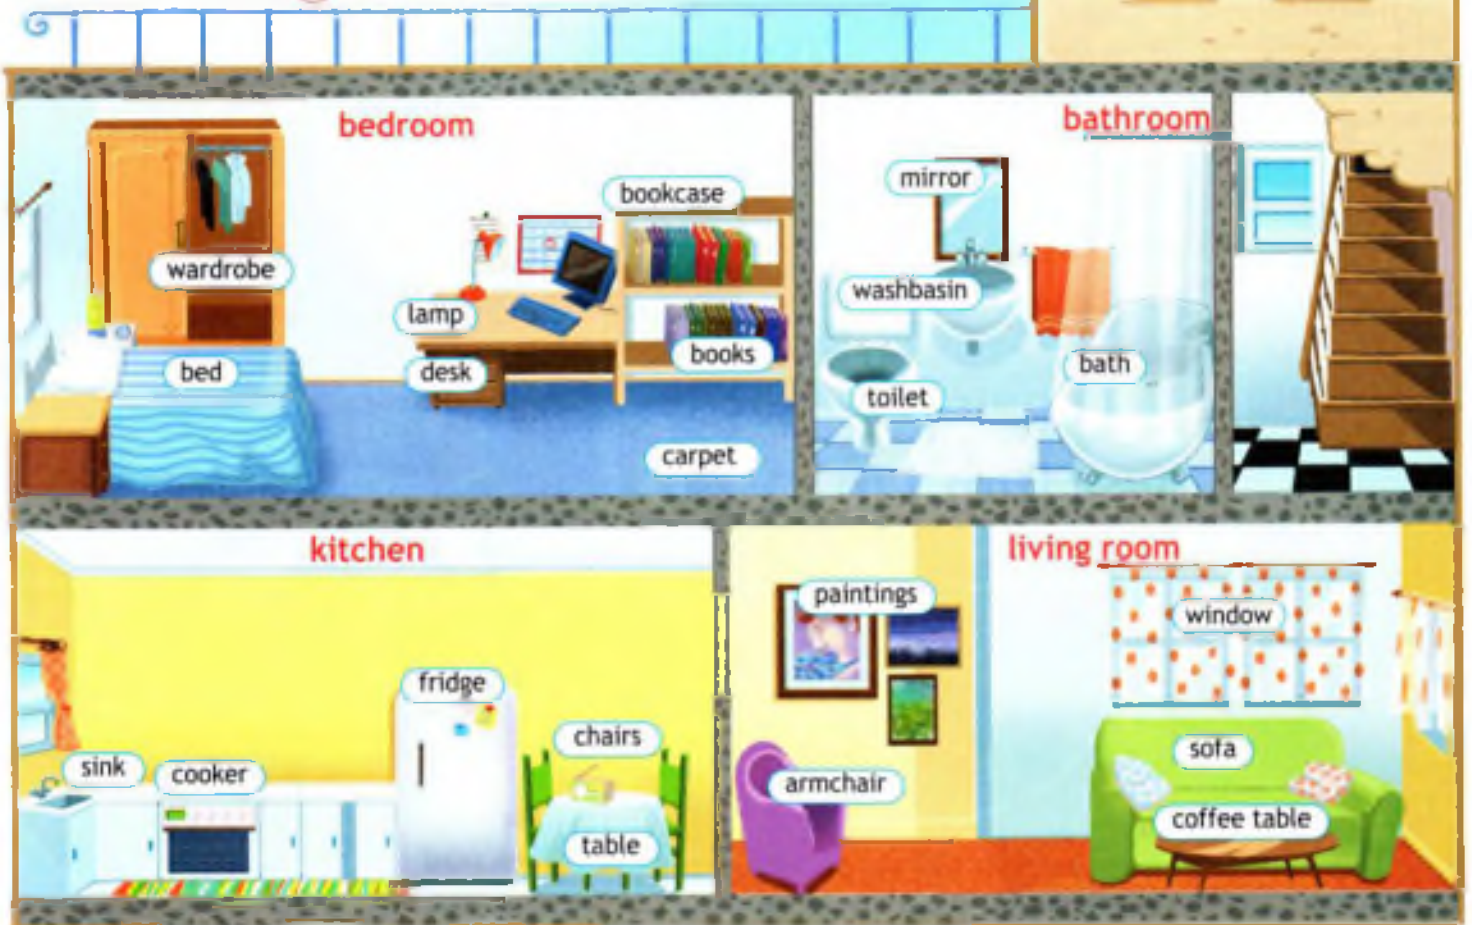 bedroom
bathroom
mirror
bookcase
wardrobe
washbasin
lamp
books
bath
bed
desk
toilet
carpet
kitchen
living room
paintings
window
fridge
chairs
sofa
sink
cooker
armchair
coffee table
table